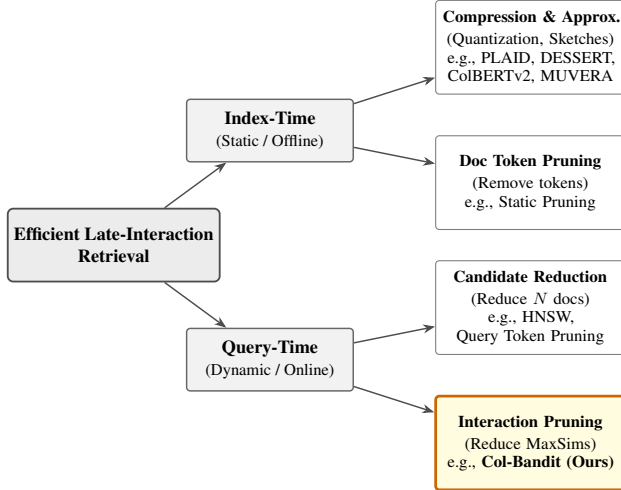 Compression & Approx.
(Quantization, Sketches)
e.g., PLAID, DESSERT,
ColBERTv2, MUVERA
Index-Time
(Static / Offline)
Doc Token Pruning
(Remove tokens)
e.g., Static Pruning
Efficient Late-Interaction
Retrieval
Candidate Reduction
(Reduce N docs)
e.g., HNSW,
Query Token Pruning
Query-Time
(Dynamic / Online)
Interaction Pruning
(Reduce MaxSims)
e.g., Col-Bandit (Ours)